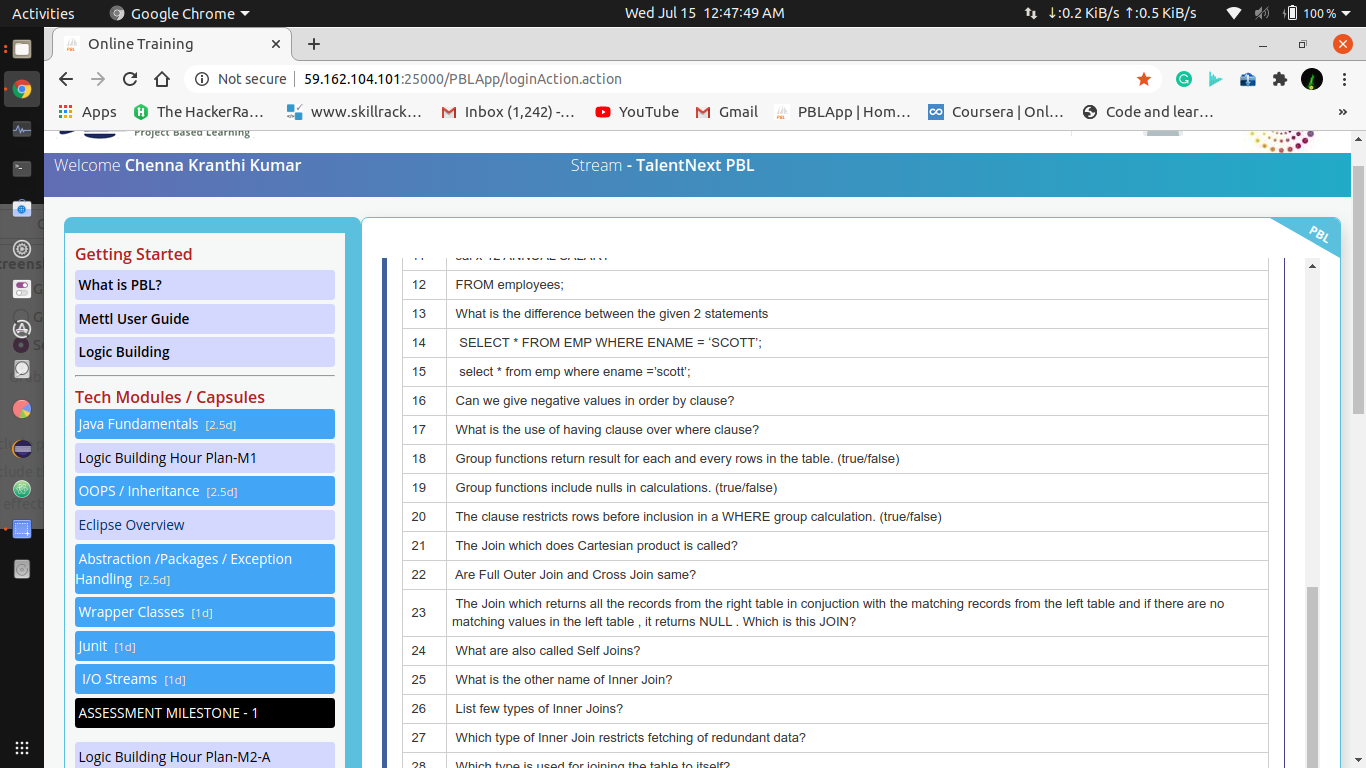 Activities
Google Chrome
Wed Jul 15 12:47:49 AM
↓:0.2 KiB/s ↑:0.5 KiB/s
100 %
Online Training
Not secure
59.162.104.101:25000/PBLApp/loginAction.action
Apps
The HackerRa…
www.skillrack…
Inbox (1,242) -…
YouTube
Gmail
PBLApp | Hom…
Coursera | Onl…
Code and lear…
»
Project Based Learning
Welcome Chenna Kranthi Kumar
Stream - TalentNext PBL
PBL
Getting Started
What is PBL?
Mettl User Guide
Logic Building
Tech Modules / Capsules
Java Fundamentals [2.5d]
Logic Building Hour Plan-M1
OOPS / Inheritance [2.5d]
Eclipse Overview
Abstraction /Packages / Exception
Handling [2.5d]
Wrapper Classes [1d]
Junit [1d]
I/O Streams [1d]
ASSESSMENT MILESTONE - 1
Logic Building Hour Plan-M2-A
12 FROM employees;
13 What is the difference between the given 2 statements
14 SELECT * FROM EMP WHERE ENAME = ‘SCOTT’;
15 select * from emp where ename =’scott’;
16 Can we give negative values in order by clause?
17 What is the use of having clause over where clause?
18 Group functions return result for each and every rows in the table. (true/false)
19 Group functions include nulls in calculations. (true/false)
20 The clause restricts rows before inclusion in a WHERE group calculation. (true/false)
21 The Join which does Cartesian product is called?
22 Are Full Outer Join and Cross Join same?
23 The Join which returns all the records from the right table in conjuction with the matching records from the left table and if there are no
matching values in the left table , it returns NULL . Which is this JOIN?
24 What are also called Self Joins?
25 What is the other name of Inner Join?
26 List few types of Inner Joins?
27 Which type of Inner Join restricts fetching of redundant data?
28 Which type is used for joining the table to itself?